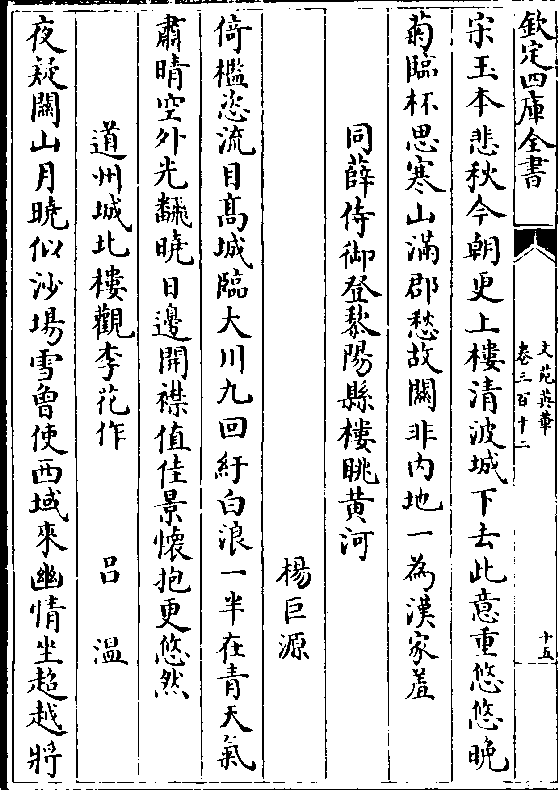 欽定四庫全書
文苑英華
卷三百十二
十五
宋玉本悲秋今朝更上樓清波城下去此意重悠悠晩
菊臨杯思寒山滿郡愁故關非内地一為漢家羞
同薛侍御登黎陽縣樓眺黄河
楊巨源
倚檻恣流目高城臨大川九回紆白浪一半在青天氣
肅晴空外光翻曉日邊開襟值佳景懷抱更悠然
道州城北樓觀李花作 吕溫
夜疑關山月曉似沙場雪曾使西域來幽情坐超越將